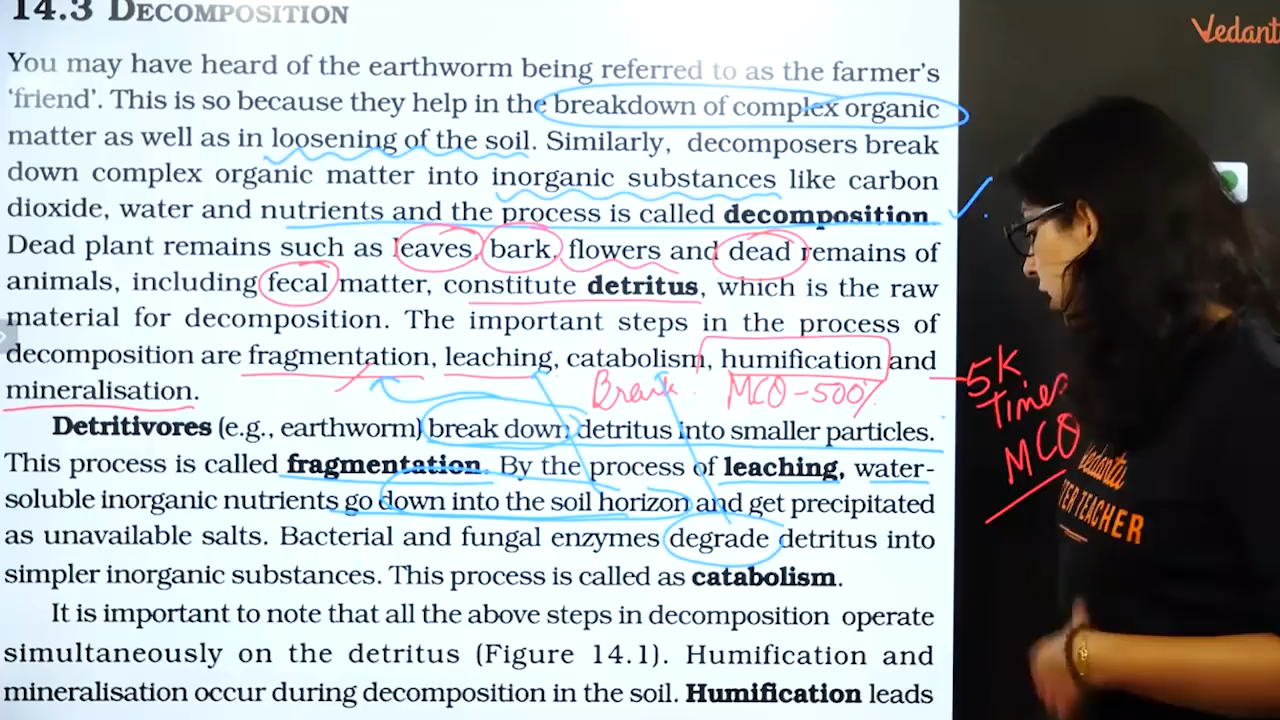 14.3 DECOMPOSITION
You may have heard of the earthworm being referred to as the farmer's
'friend'. This is so because they help in the breakdown of complex organic
matter as well as in loosening of the soil. Similarly, decomposers break
down complex organic matter into inorganic substances like carbon
dioxide, water and nutrients and the process is called decomposition.
Dead plant remains such as leaves, bark, flowers and dead remains of
animals, including fecal matter, constitute detritus, which is the raw
material for decomposition. The important steps in the process of
decomposition are fragmentation, leaching, catabolism, humification and
mineralisation.
Break MCQ-500%
Detritivores (e.g., earthworm) break down detritus into smaller particles.
This process is called fragmentation. By the process of leaching, water-
soluble inorganic nutrients go down into the soil horizon and get precipitated
as unavailable salts. Bacterial and fungal enzymes degrade detritus into
simpler inorganic substances. This process is called as catabolism.
It is important to note that all the above steps in decomposition operate
simultaneously on the detritus (Figure 14.1). Humification and
mineralisation occur during decomposition in the soil. Humification leads
Vedant
5K
Times
MCQ
Vedantu
TER TEACHER